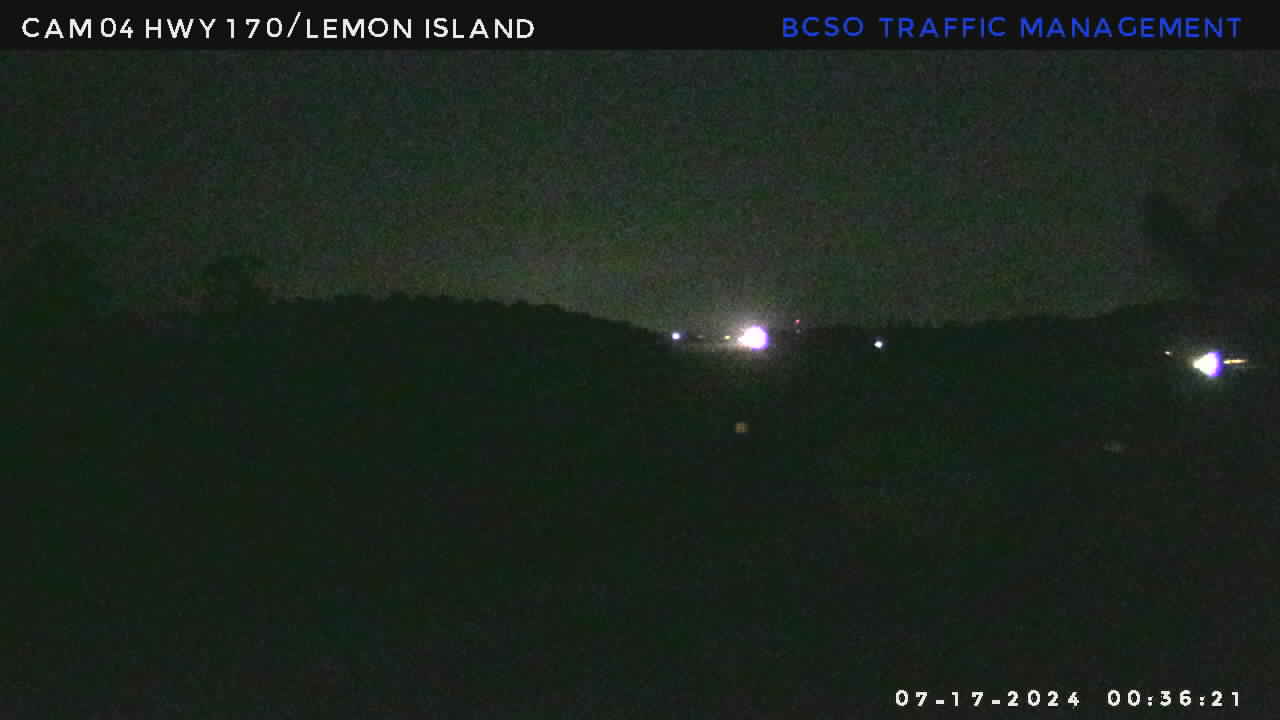 CAM04 HWY 170/LEMON ISLAND
BCSO TRAFFIC MANAGEMENT
07-17-2024 00:36:21